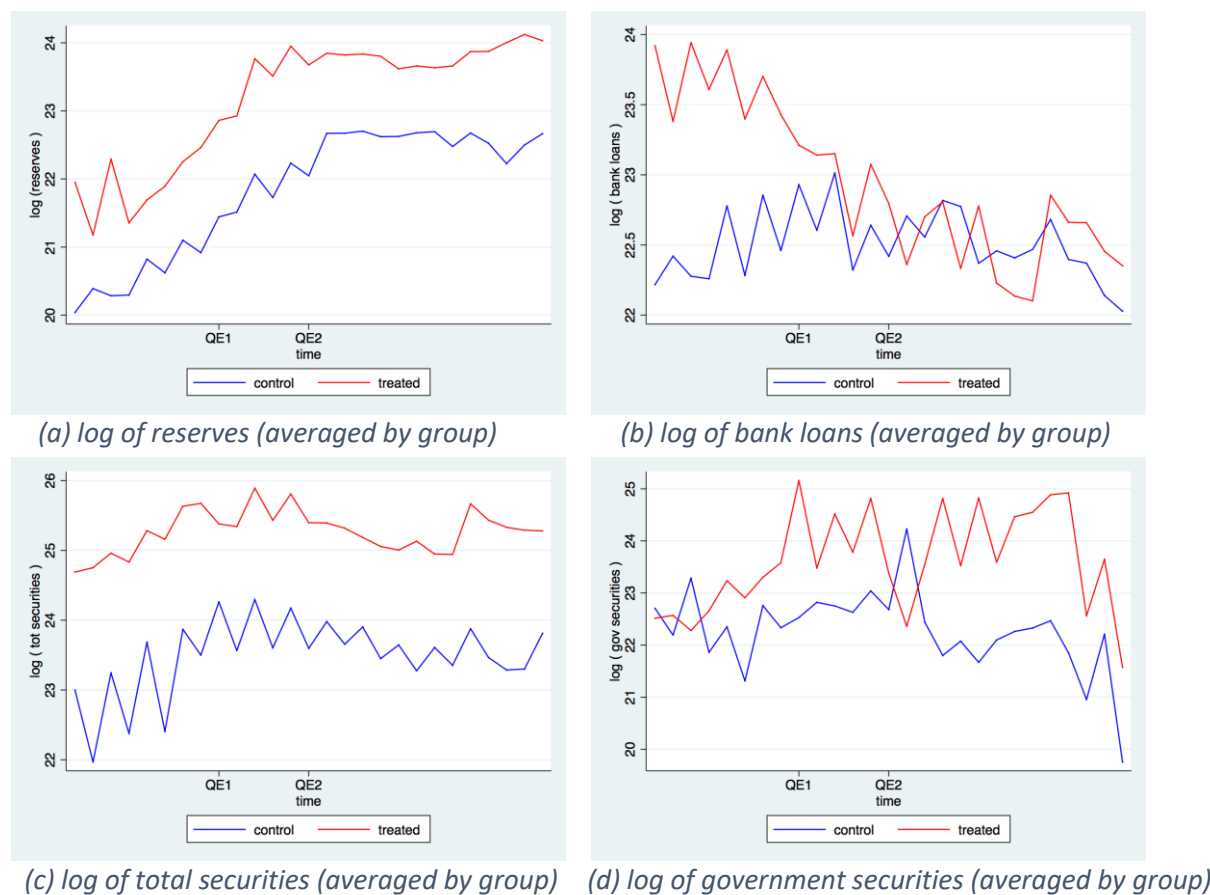 log (reserves )
24
23
22
21
20
QE1
QE2
time
control
treated
(a) log of reserves (averaged by group)
log ( bank loans )
24
23.5
23
22.5
22
QE1
QE2
time
control
treated
(b) log of bank loans (averaged by group)
log ( tot securities )
26
25
24
23
22
QE1
QE2
time
control
treated
(c) log of total securities (averaged by group)
log ( gov securities )
25
24
23
22
21
20
QE1
QE2
time
control
treated
(d) log of government securities (averaged by group)